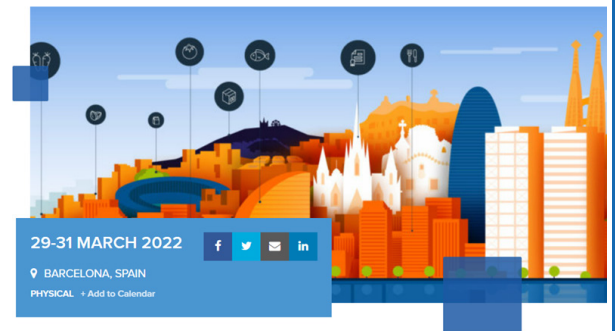 29-31 MARCH 2022
BARCELONA, SPAIN
PHYSICAL + Add to Calendar